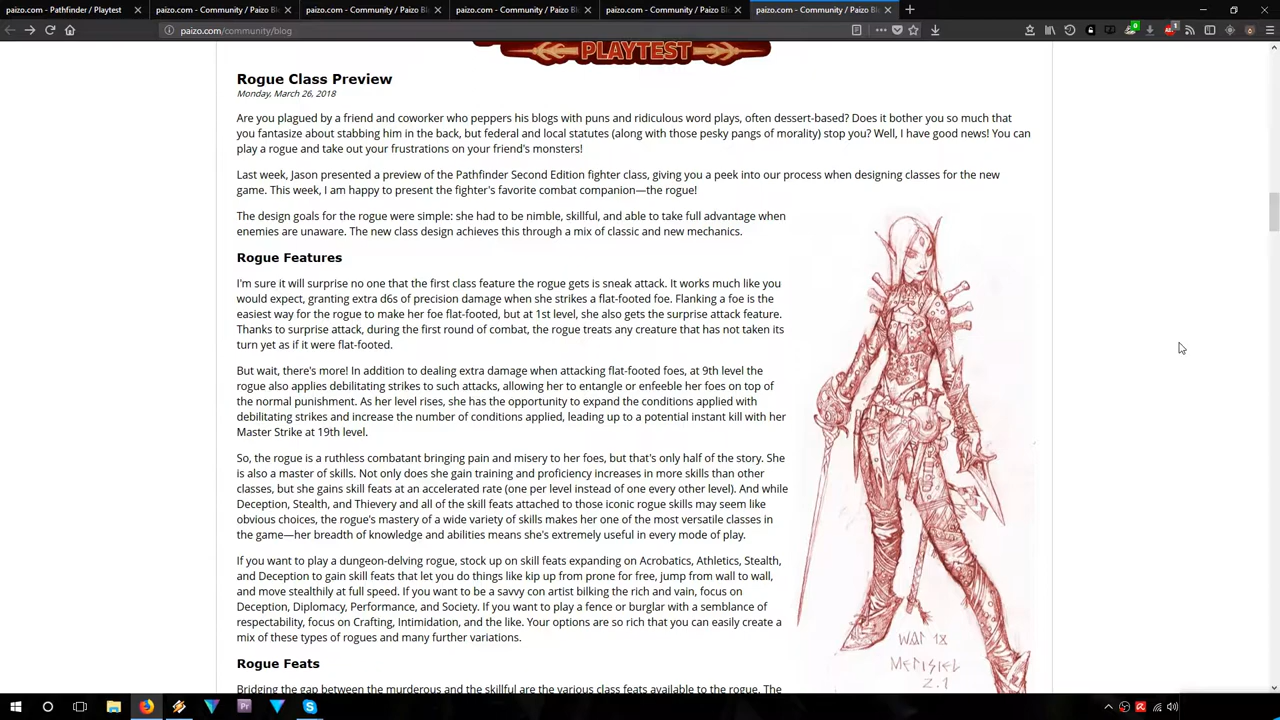 paizo.com - Pathfinder / Playtest
paizo.com - Community / Paizo Bl
paizo.com - Community / Paizo Bl
paizo.com - Community / Paizo Bl
paizo.com - Community / Paizo Bl
paizo.com - Community / Paizo Bl
paizo.com/community/blog
0
1
PLAYTEST
Rogue Class Preview
Monday, March 26, 2018
Are you plagued by a friend and coworker who peppers his blogs with puns and ridiculous word plays, often dessert-based? Does it bother you so much that
you fantasize about stabbing him in the back, but federal and local statutes (along with those pesky pangs of morality) stop you? Well, I have good news! You can
play a rogue and take out your frustrations on your friend's monsters!
Last week, Jason presented a preview of the Pathfinder Second Edition fighter class, giving you a peek into our process when designing classes for the new
game. This week, I am happy to present the fighter's favorite combat companion—the rogue!
The design goals for the rogue were simple: she had to be nimble, skillful, and able to take full advantage when
enemies are unaware. The new class design achieves this through a mix of classic and new mechanics.
Rogue Features
I'm sure it will surprise no one that the first class feature the rogue gets is sneak attack. It works much like you
would expect, granting extra d6s of precision damage when she strikes a flat-footed foe. Flanking a foe is the
easiest way for the rogue to make her foe flat-footed, but at 1st level, she also gets the surprise attack feature.
Thanks to surprise attack, during the first round of combat, the rogue treats any creature that has not taken its
turn yet as if it were flat-footed.
But wait, there's more! In addition to dealing extra damage when attacking flat-footed foes, at 9th level the
rogue also applies debilitating strikes to such attacks, allowing her to entangle or enfeeble her foes on top of
the normal punishment. As her level rises, she has the opportunity to expand the conditions applied with
debilitating strikes and increase the number of conditions applied, leading up to a potential instant kill with her
Master Strike at 19th level.
So, the rogue is a ruthless combatant bringing pain and misery to her foes, but that's only half of the story. She
is also a master of skills. Not only does she gain training and proficiency increases in more skills than other
classes, but she gains skill feats at an accelerated rate (one per level instead of one every other level). And while
Deception, Stealth, and Thievery and all of the skill feats attached to those iconic rogue skills may seem like
obvious choices, the rogue's mastery of a wide variety of skills makes her one of the most versatile classes in
the game—her breadth of knowledge and abilities means she's extremely useful in every mode of play.
If you want to play a dungeon-delving rogue, stock up on skill feats expanding on Acrobatics, Athletics, Stealth,
and Deception to gain skill feats that let you do things like kip up from prone for free, jump from wall to wall,
and move stealthily at full speed. If you want to be a savvy con artist bilking the rich and vain, focus on
Deception, Diplomacy, Performance, and Society. If you want to play a fence or burglar with a semblance of
respectability, focus on Crafting, Intimidation, and the like. Your options are so rich that you can easily create a
mix of these types of rogues and many further variations.
WAR 18
MERISIEL
2.1
Rogue Feats
Bridging the gap between the murderous and the skillful are the various class feats available to the rogue. The
Pr